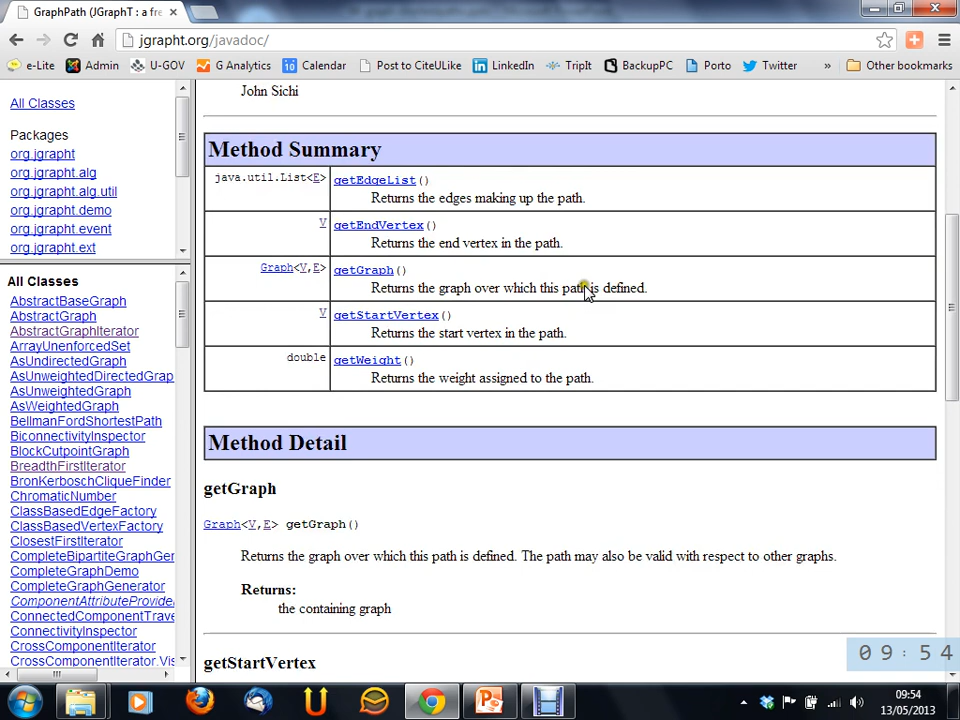 GraphPath (JGraphT : a fre
jgrapht.org/javadoc/
e-Lite Admin U-GOV G Analytics Calendar Post to CiteULike LinkedIn TripIt BackupPC Porto Twitter » Other bookmarks
All Classes
Packages
org.jgrapht
org.jgrapht.alg
org.jgrapht.alg.util
org.jgrapht.demo
org.jgrapht.event
org.jgrapht.ext
All Classes
AbstractBaseGraph
AbstractGraph
AbstractGraphIterator
ArrayUnenforcedSet
AsUndirectedGraph
AsUnweightedDirectedGrap
AsUnweightedGraph
AsWeightedGraph
BellmanFordShortestPath
BiconnectivityInspector
BlockCutpointGraph
BreadthFirstIterator
BronKerboschCliqueFinder
ChromaticNumber
ClassBasedEdgeFactory
ClassBasedVertexFactory
ClosestFirstIterator
CompleteBipartiteGraphGen
CompleteGraphDemo
CompleteGraphGenerator
ComponentAttributeProvide
ConnectedComponentTrave
ConnectivityInspector
CrossComponentIterator
CrossComponentIterator.Vis
John Sichi
Method Summary
java.util.List<E> getEdgeList()
Returns the edges making up the path.
V getEndVertex()
Returns the end vertex in the path.
Graph<V,E> getGraph()
Returns the graph over which this path is defined.
V getStartVertex()
Returns the start vertex in the path.
double getWeight()
Returns the weight assigned to the path.
Method Detail
getGraph
Graph<V,E> getGraph()
Returns the graph over which this path is defined. The path may also be valid with respect to other graphs.
Returns:
the containing graph
getStartVertex
09:54
09:54
13/05/2013